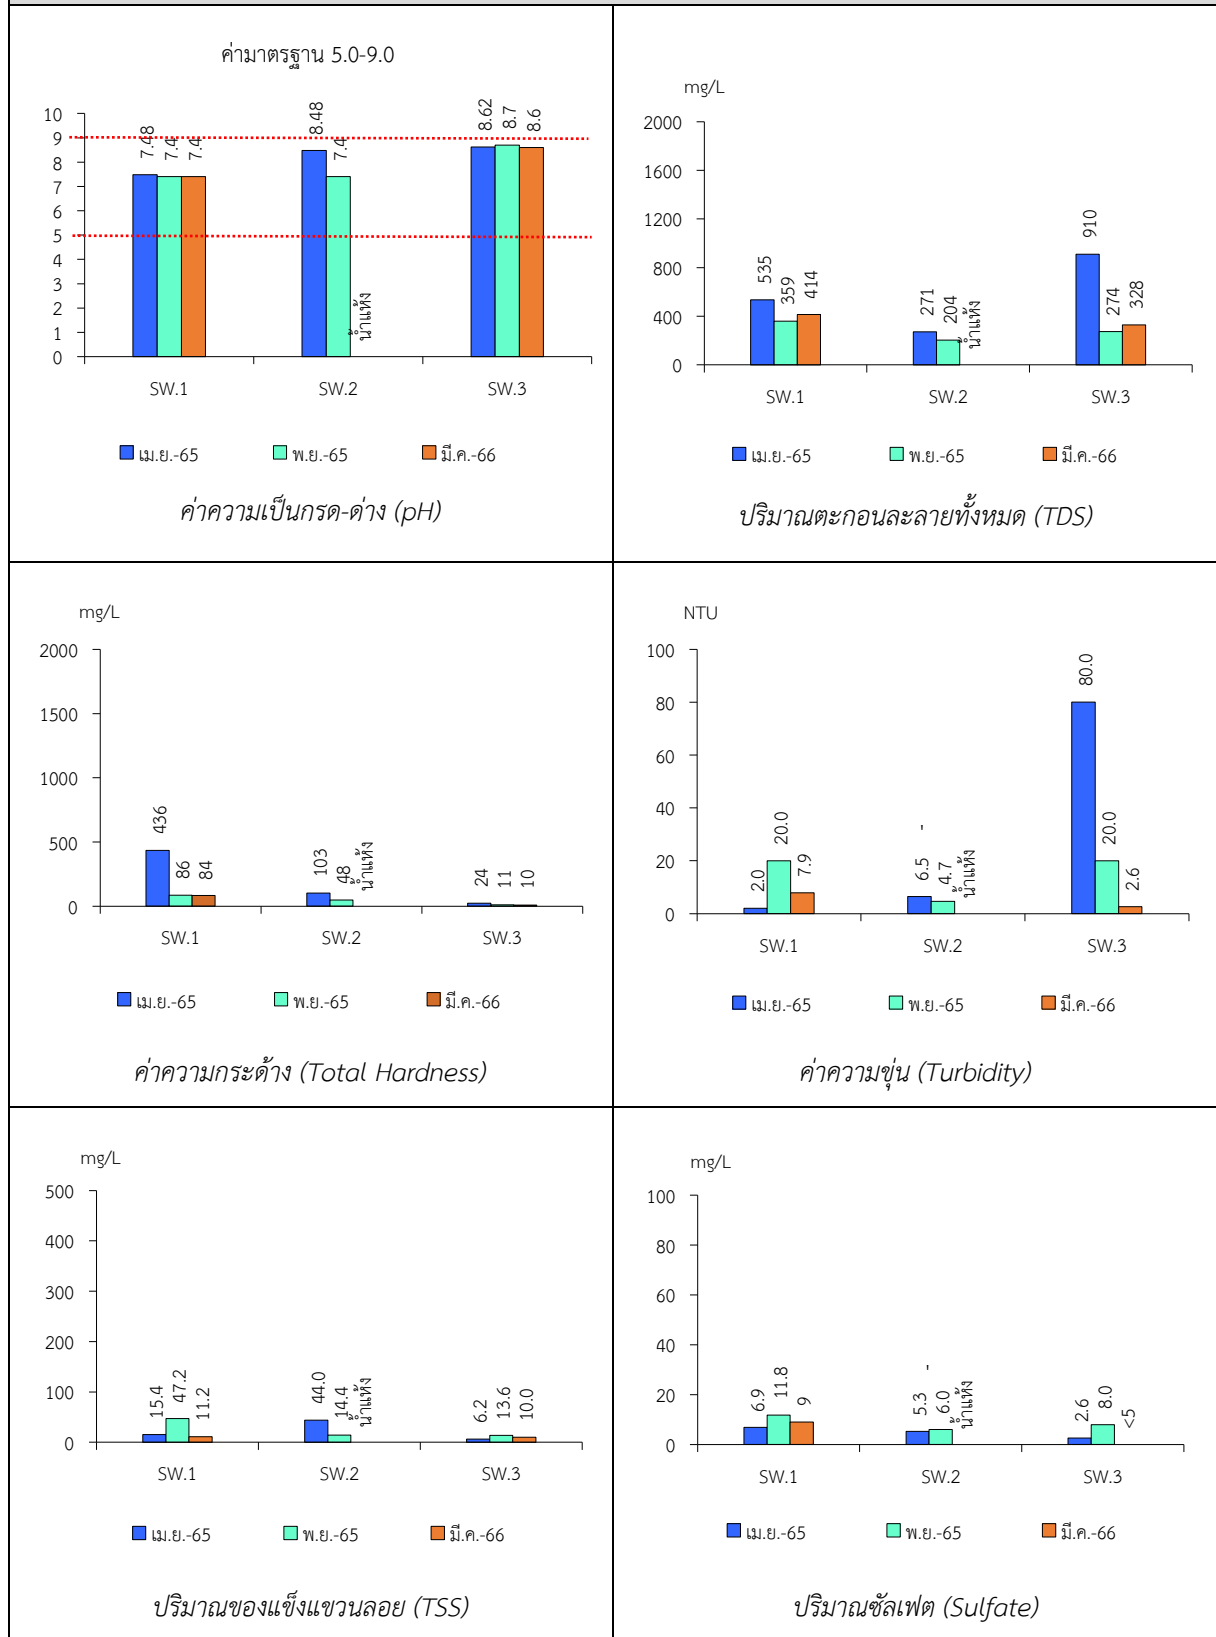 ค่ามาตรฐาน 5.0-9.0
10
9
8
7
6
5
4
3
2
1
0
7.48
7.4
7.4
8.48
7.4
น้ำแห้ง
8.62
8.7
8.6
SW.1
SW.2
SW.3
เม.ย.-65
พ.ย.-65
มี.ค.-66
ค่าความเป็นกรด-ด่าง (pH)
mg/L
2000
1600
1200
800
400
0
535
359
414
271
204
น้ำแห้ง
910
274
328
SW.1
SW.2
SW.3
เม.ย.-65
พ.ย.-65
มี.ค.-66
ปริมาณตะกอนละลายทั้งหมด (TDS)
mg/L
2000
1500
1000
500
0
436
86
84
103
48
น้ำแห้ง
24
11
10
SW.1
SW.2
SW.3
เม.ย.-65
พ.ย.-65
มี.ค.-66
ค่าความกระด้าง (Total Hardness)
NTU
100
80
60
40
20
0
2.0
20.0
7.9
6.5
4.7
น้ำแห้ง
80.0
20.0
2.6
SW.1
SW.2
SW.3
เม.ย.-65
พ.ย.-65
มี.ค.-66
ค่าความขุ่น (Turbidity)
mg/L
500
400
300
200
100
0
15.4
47.2
11.2
44.0
14.4
น้ำแห้ง
6.2
13.6
10.0
SW.1
SW.2
SW.3
เม.ย.-65
พ.ย.-65
มี.ค.-66
ปริมาณของแข็งแขวนลอย (TSS)
mg/L
100
80
60
40
20
0
6.9
11.8
9
5.3
6.0
น้ำแห้ง
2.6
8.0
<5
SW.1
SW.2
SW.3
เม.ย.-65
พ.ย.-65
มี.ค.-66
ปริมาณซัลเฟต (Sulfate)